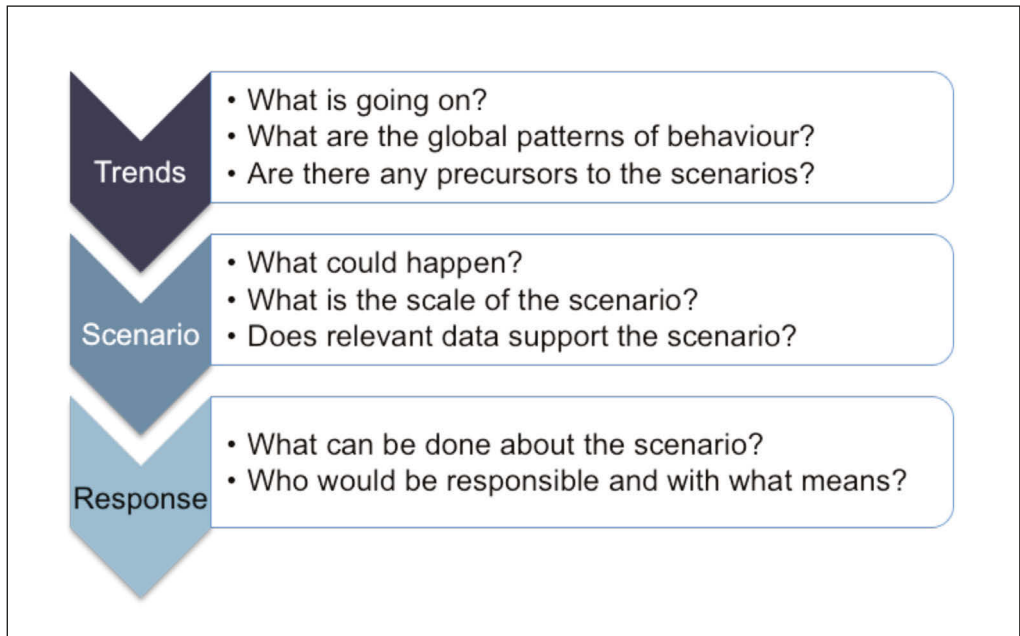 Trends
• What is going on?
• What are the global patterns of behaviour?
• Are there any precursors to the scenarios?
Scenario
• What could happen?
• What is the scale of the scenario?
• Does relevant data support the scenario?
Response
• What can be done about the scenario?
• Who would be responsible and with what means?